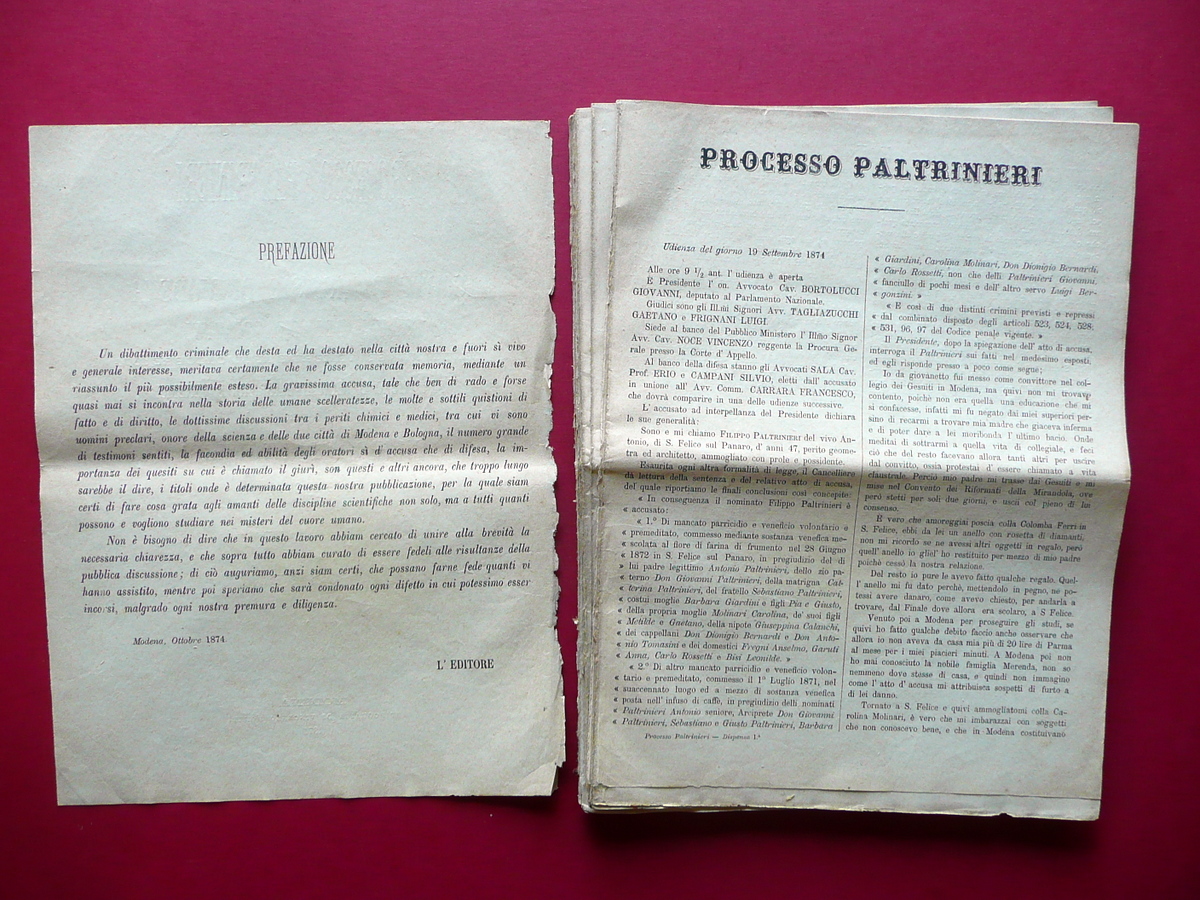 PREFAZIONE
Un dibattimento criminale che desta ed ha destato nella città nostra e fuori sì vivo
e generale interesse, meritava certamente che ne fosse conservata memoria, mediante un
riassunto il più possibilmente esteso. La gravissima accusa, tale che ben di rado e forse
quasi mai si incontra nella storia delle umane scelleratezze, le molte e sottili quistioni di
fatto e di diritto, le dottissime discussioni tra i periti chimici e medici, tra cui vi sono
uomini preclari, onore della scienza e delle due città di Modena e Bologna, il numero grande
di testimoni sentiti, la facondia ed abilità degli oratori sì d'accusa che di difesa, la im-
portanza dei quesiti su cui è chiamato il giurì, son questi e altri ancora, che troppo lungo
sarebbe il dire, i titoli onde è determinata questa nostra pubblicazione, per la quale siam
certi di fare cosa grata agli amanti delle discipline scientifiche non solo, ma a tutti quanti
possono e vogliono studiare nei misteri del cuore umano.
Non è bisogno di dire che in questo lavoro abbiam cercato di unire alla brevità la
necessaria chiarezza, e che sopra tutto abbiam curato di essere fedeli alle risultanze della
pubblica discussione; di ciò auguriamo, anzi siam certi, che possano farne fede quanti vi
hanno assistito, mentre poi speriamo che sarà condonato ogni difetto in cui potessimo esser
incorsi, malgrado ogni nostra premura e diligenza.
Modena, Ottobre 1874.
L' EDITORE
PROCESSO PALTRINIERI
Udienza del giorno 19 Settembre 1874
Alle ore 9 1/2 ant. l' udienza è aperta
È Presidente l' on. Avvocato Cav. BORTOLUCCI
GIOVANNI, deputato al Parlamento Nazionale.
Giudici sono gli Ill.mi Signori Avv. TAGLIAZUCCHI
GAETANO e FRIGNANI LUIGI.
Siede al banco del Pubblico Ministero l' Ill.mo Signor
Avv. Cav. NOCE VINCENZO reggente la Procura Ge-
rale presso la Corte d' Appello.
Al banco della difesa stanno gli Avvocati SALA Cav.
Prof. ERIO e CAMPANI SILVIO, eletti dall' accusato
in unione all' Avv. Comm. CARRARA FRANCESCO,
che dovrà comparire in una delle udienze successive.
L' accusato ad interpellanza del Presidente dichiara
le sue generalità:
Sono e mi chiamo FILIPPO PALTRINIERI del vivo An-
tonio, di S. Felice sul Panaro, d' anni 47, perito geome-
tra ed architetto, ammogliato con prole e possidente.
Esaurita ogni altra formalità di legge, il Cancelliere
dà lettura della sentenza e del relativo atto di accusa,
del quale riportiamo le finali conclusioni così concepite:
« In conseguenza il nominato Filippo Paltrinieri è
« accusato:
« 1.º Di mancato parricidio e veneficio volontario e
« premeditato, commesso mediante sostanza venefica me-
« scolata al fiore di farina di frumento nel 28 Giugno
« 1872 in S. Felice sul Panaro, in pregiudizio del di
« lui padre legittimo Antonio Paltrinieri, dello zio pa-
« terno Don Giovanni Paltrinieri, della matrigna Cat-
« terina Paltrinieri, del fratello Sebastiano Paltrinieri,
« costui moglie Barbara Giardini e figli Pia e Giusto,
« della propria moglie Molinari Carolina, de' suoi figli
« Metilde e Gaetano, della nipote Giuseppina Calanchi,
« dei cappellani Don Dionigio Bernardi e Don Anto-
« nio Tomasini e dei domestici Fregni Anselmo, Garuti
« Anna, Carlo Rossetti e Bisi Leonilde. »
« 2.º Di altro mancato parricidio e veneficio volon-
« tario e premeditato, commesso il 1º Luglio 1871, nel
« suaccennato luogo ed a mezzo di sostanza venefica
« posta nell' infuso di caffè, in pregiudizio delli nominati
« Paltrinieri Antonio seniore, Arciprete Don Giovanni
« Paltrinieri, Sebastiano e Giusto Paltrinieri, Barbara
Processo Paltrinieri — Dispensa 1.ª
« Giardini, Carolina Molinari, Don Dionigio Bernardi,
« Carlo Rossetti, non che delli Paltrinieri Giovanni,
« fanciullo di pochi mesi e dell' altro servo Luigi Ber-
« gonzini. »
« E così di due distinti crimini previsti e repressi
« dal combinato disposto degli articoli 523, 524, 528,
« 531, 96, 97 del Codice penale vigente. »
Il Presidente, dopo la spiegazione dell' atto di accusa,
interroga il Paltrinieri sui fatti nel medesimo esposti,
ed egli risponde a poco come segue;
Io da giovanetto fui messo come convittore nel col-
legio dei Gesuiti in Modena, ma quivi non mi trovava
contento, poichè non era quella una educazione che mi
si confacesse, infatti mi fu negato dai miei superiori per-
sino di recarmi a trovare mia madre che giaceva inferma
e di poter dare a lei moribonda l' ultimo bacio. Onde
meditai di sottrarmi a quella vita di collegiale, e feci
ciò che del resto facevano allora tanti altri per uscire
dal convitto, ossia protestai d' essere chiamato a vita
claustrale. Perciò mio padre mi trasse dai Gesuiti e mi
mise nel Convento dei Riformati della Mirandola, ove
però stetti per soli due giorni, e uscii col pieno di lui
consenso.
È vero che amoreggiai poscia colla Colomba Ferri in
S. Felice, ebbi da lei un anello con rosetta di diamanti,
non mi ricordo se ne avessi altri oggetti in regalo, però
quell' anello io gliel' ho restituito per mezzo di mio padre
poichè cessò la nostra relazione.
Del resto io pure le avevo fatto qualche regalo. Quel-
l' anello mi fu dato perchè, mettendolo in pegno, ne po-
tessi avere danaro, come avevo chiesto, per andarla a
trovare, dal Finale dove allora ero scolaro, a S. Felice.
Venuto poi a Modena per proseguire gli studi, se
quivi ho fatto qualche debito faccio anche osservare che
allora io non aveva da casa mia più di 20 lire di Parma
al mese per i miei piacieri minuti. A Modena poi non
ho mai conosciuto la nobile famiglia Merenda, non so
nemmeno dove stesse di casa, e quindi non immagino
come l' atto d' accusa mi attribuisca sospetti di furto a
di lei danno.
Tornato a S. Felice e quivi ammogliatomi colla Ca-
rolina Molinari, è vero che mi imbarazzai con soggetti
che non conoscevo bene, e che in Modena costituivano